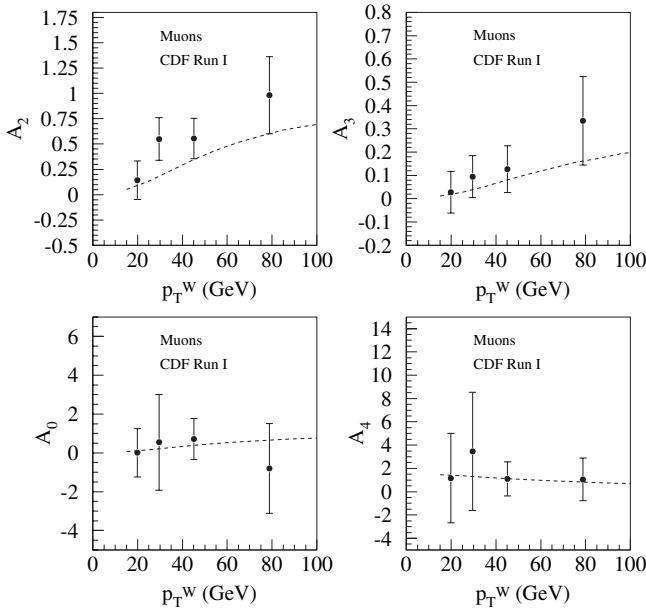 1.75
1.5
1.25
1
0.75
0.5
0.25
0
-0.25
-0.5
A2
Muons
CDF Run I
0 20 40 60 80 100
pTW (GeV)
0.8
0.7
0.6
0.5
0.4
0.3
0.2
0.1
0
-0.1
-0.2
A3
Muons
CDF Run I
0 20 40 60 80 100
pTW (GeV)
6
4
2
0
-2
-4
A0
Muons
CDF Run I
0 20 40 60 80 100
pTW (GeV)
14
12
10
8
6
4
2
0
-2
-4
A4
Muons
CDF Run I
0 20 40 60 80 100
pTW (GeV)